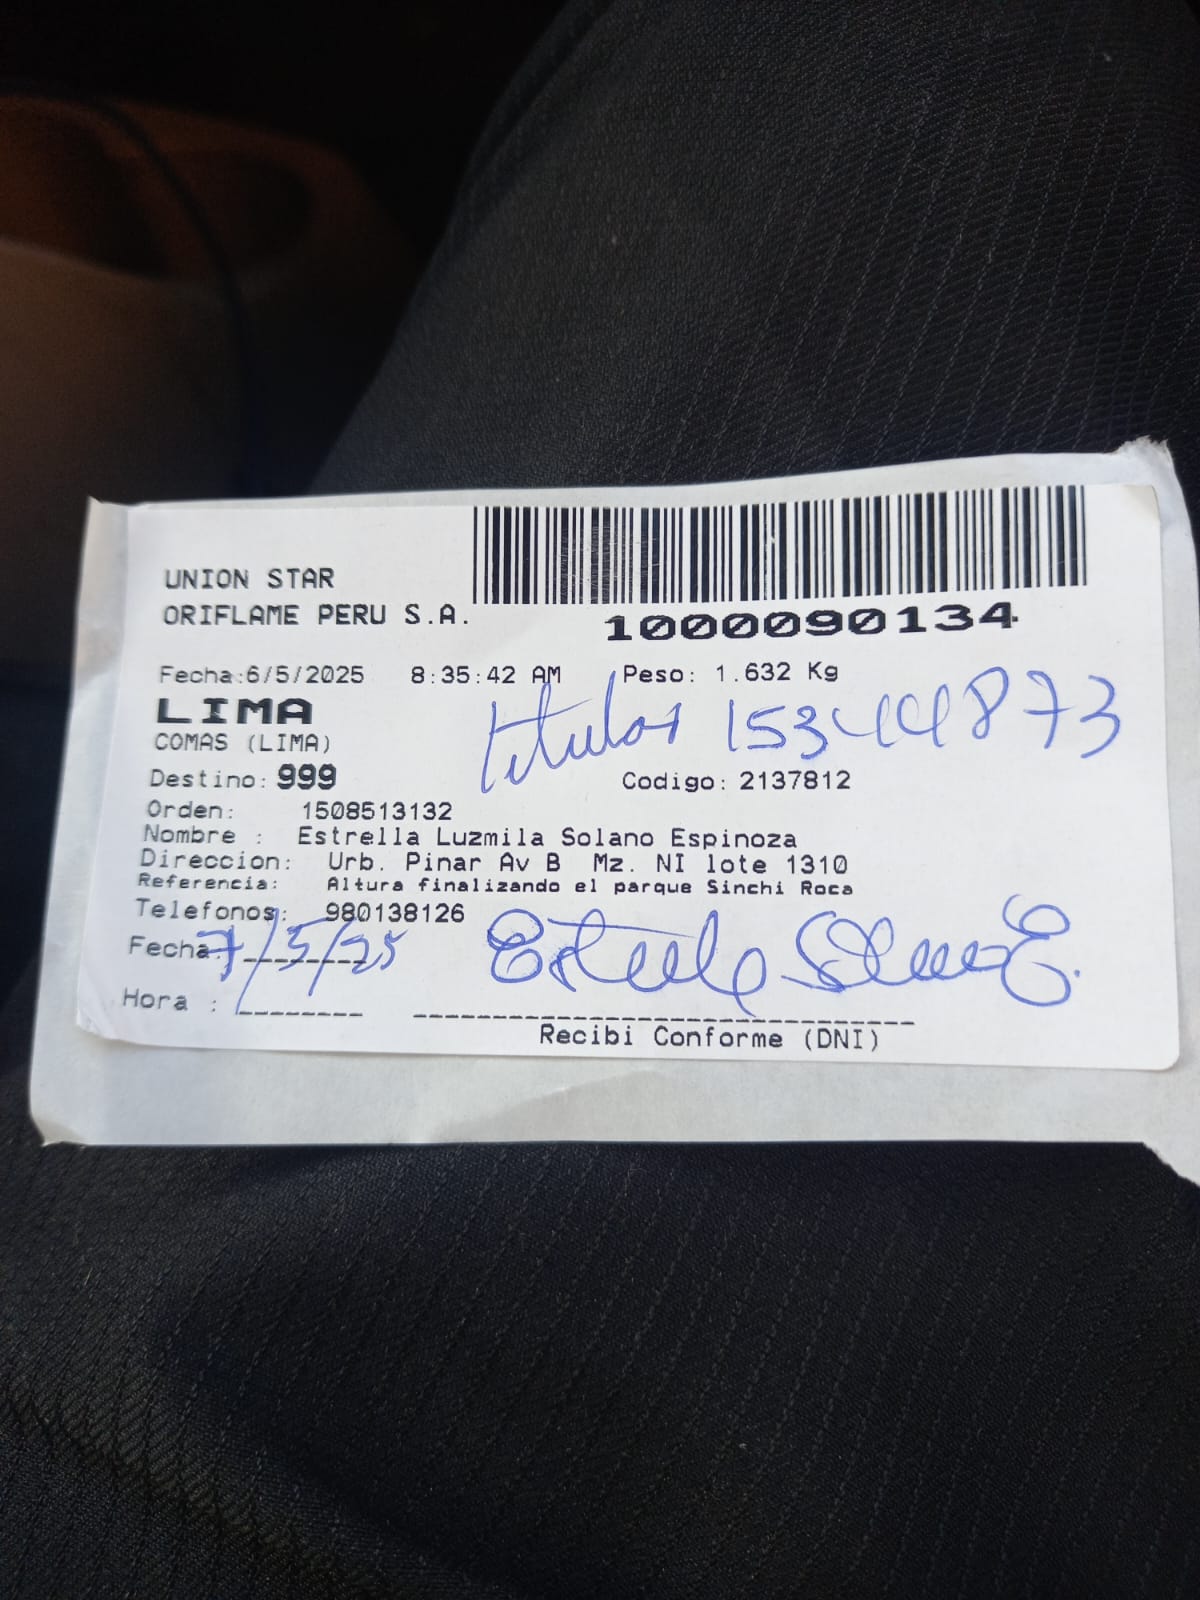 UNION STAR
ORIFLAME PERU S.A.
1000090134
Fecha:6/5/2025 8:35:42 AM Peso: 1.632 Kg
LIMA
COMAS (LIMA)
titular 15344873
Destino: 999 Codigo: 2137812
Orden: 1508513132
Nombre : Estrella Luzmila Solano Espinoza
Direccion: Urb. Pinar Av B Mz. NI lote 1310
Referencia: Altura finalizando el parque Sinchi Roca
Telefonos: 980138126
Fecha: 7/5/25
Hora :
Recibi Conforme (DNI)